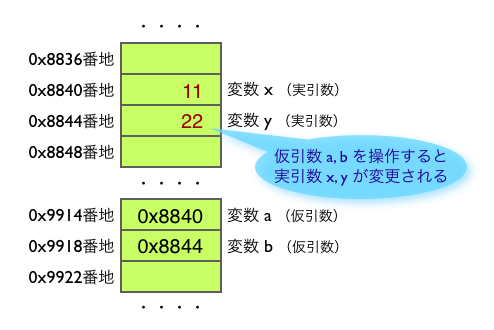 ・・・・
0x8836番地
0x8840番地 11 変数 x （実引数）
0x8844番地 22 変数 y （実引数）
0x8848番地
仮引数 a, b を操作すると
実引数 x, y が変更される
・・・・
0x9914番地 0x8840 変数 a （仮引数）
0x9918番地 0x8844 変数 b （仮引数）
0x9922番地
・・・・